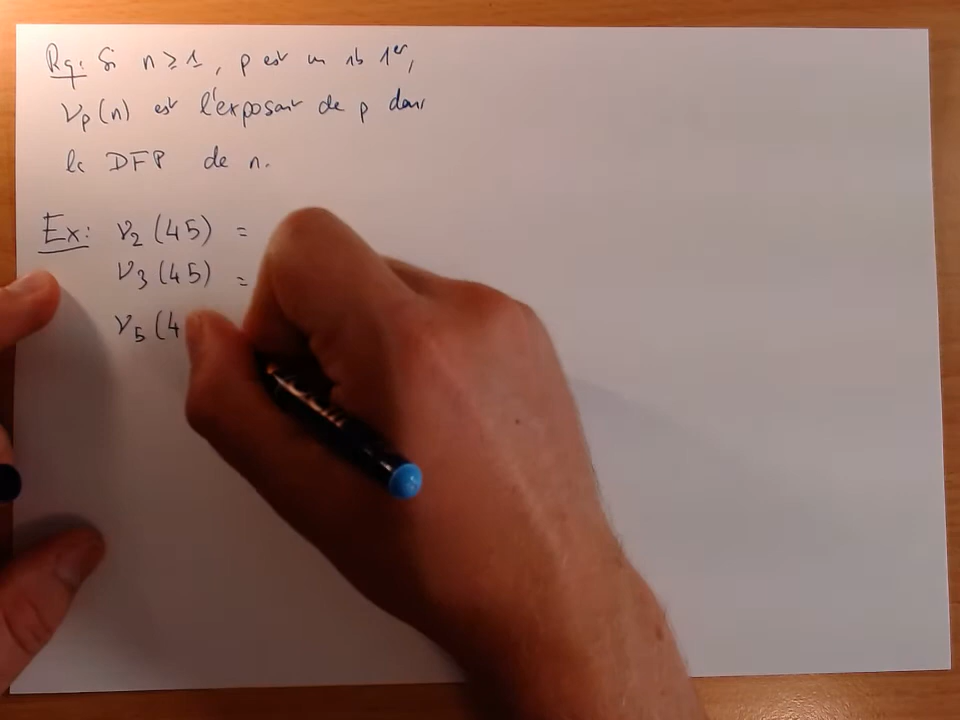 Rq: Si n ≥ 1, p est un nb 1er,
νp(n) est l'exposant de p dans
la DFP de n.
Ex: ν2(45) =
ν3(45) =
ν5(4